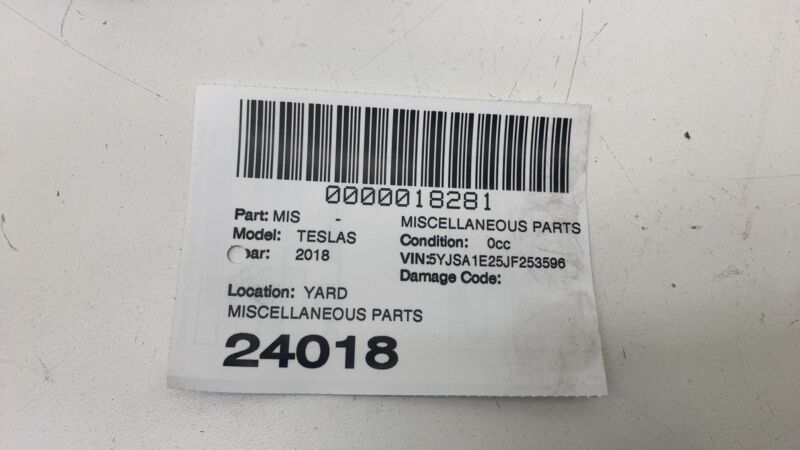 0000018281
Part: MIS - MISCELLANEOUS PARTS
Model: TESLAS Condition: 0cc
ar: 2018 VIN:5YJSA1E25JF253596
Damage Code:
Location: YARD
MISCELLANEOUS PARTS
24018